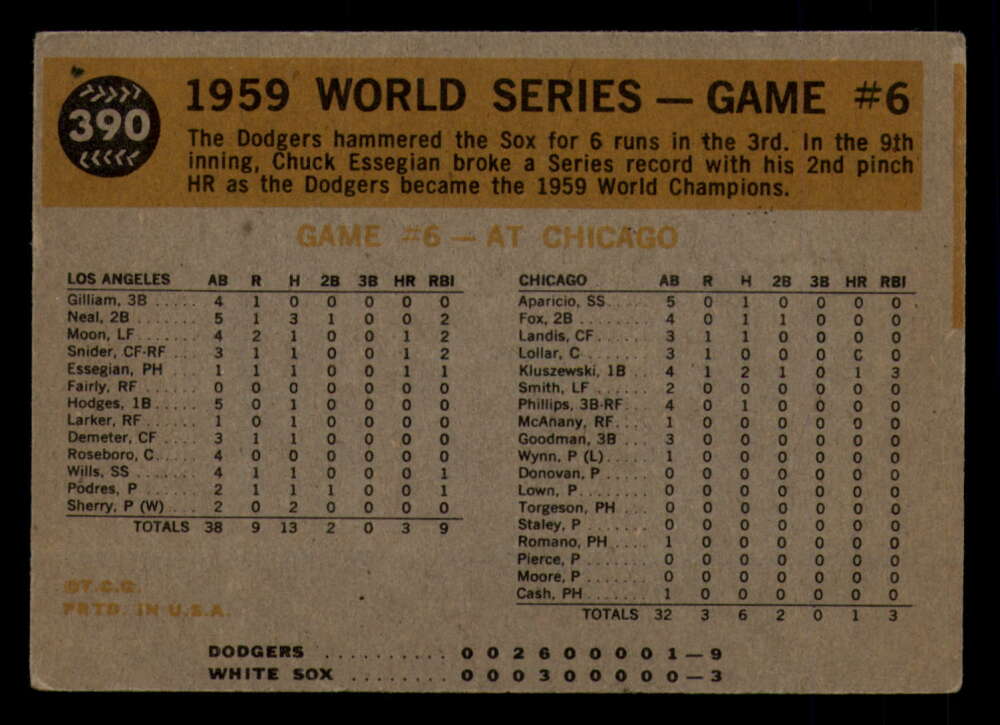 390
1959 WORLD SERIES — GAME #6
The Dodgers hammered the Sox for 6 runs in the 3rd. In the 9th
inning, Chuck Essegian broke a Series record with his 2nd pinch
HR as the Dodgers became the 1959 World Champions.
GAME #6 — AT CHICAGO
LOS ANGELES AB R H 2B 3B HR RBI
Gilliam, 3B ..... 4 1 0 0 0 0 0
Neal, 2B ....... 5 1 3 1 0 0 2
Moon, LF ....... 4 2 1 0 0 1 2
Snider, CF-RF ... 3 1 1 0 0 1 2
Essegian, PH .... 1 1 1 0 0 1 1
Fairly, RF ...... 0 0 0 0 0 0 0
Hodges, 1B ..... 5 0 1 0 0 0 0
Larker, RF ...... 1 0 1 0 0 0 0
Demeter, CF .... 3 1 1 0 0 0 0
Roseboro, C..... 4 0 0 0 0 0 0
Wills, SS ....... 4 1 1 0 0 0 1
Podres, P ...... 2 1 1 1 0 0 1
Sherry, P (W) .... 2 0 2 0 0 0 0
TOTALS 38 9 13 2 0 3 9
CHICAGO AB R H 2B 3B HR RBI
Aparicio, SS..... 5 0 1 0 0 0 0
Fox, 2B ........ 4 0 1 1 0 0 0
Landis, CF...... 3 1 1 0 0 0 0
Lollar, C ....... 3 1 0 0 0 0 0
Kluszewski, 1B .. 4 1 2 1 0 1 3
Smith, LF ...... 2 0 0 0 0 0 0
Phillips, 3B-RF... 4 0 1 0 0 0 0
McAnany, RF.... 1 0 0 0 0 0 0
Goodman, 3B ... 3 0 0 0 0 0 0
Wynn, P (L)..... 1 0 0 0 0 0 0
Donovan, P ..... 0 0 0 0 0 0 0
Lown, P........ 0 0 0 0 0 0 0
Torgeson, PH ... 0 0 0 0 0 0 0
Staley, P ....... 0 0 0 0 0 0 0
Romano, PH .... 1 0 0 0 0 0 0
Pierce, P ....... 0 0 0 0 0 0 0
Moore, P ....... 0 0 0 0 0 0 0
Cash, PH ....... 1 0 0 0 0 0 0
TOTALS 32 3 6 2 0 1 3
©T.C.G.
PRTD. IN U.S.A.
DODGERS .......... 0 0 2 6 0 0 0 0 1 — 9
WHITE SOX ........ 0 0 0 3 0 0 0 0 0 — 3